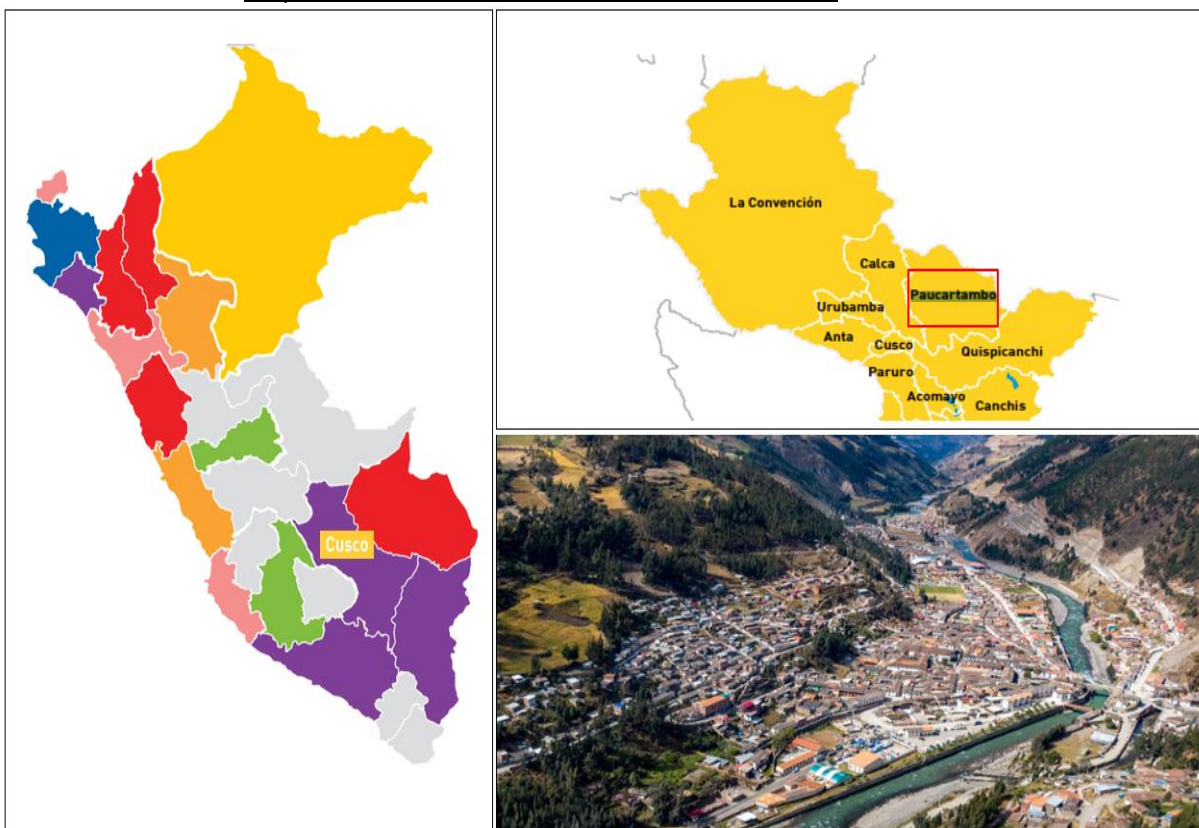 Cusco
La Convención
Calca
Paucartambo
Urubamba
Anta
Cusco
Quispicanchi
Paruro
Acomayo
Canchis